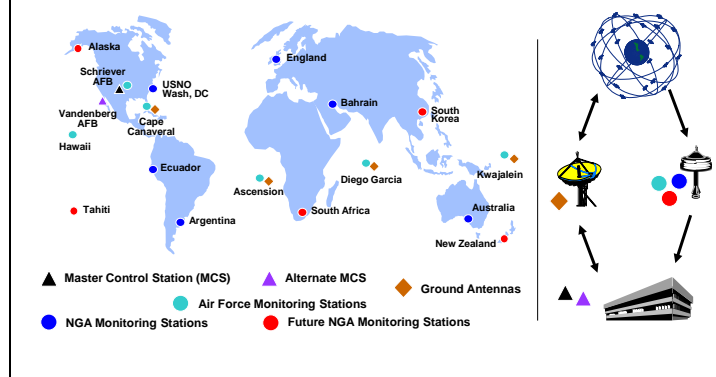 Alaska
England
Schriever
AFB
USNO
Wash, DC
Bahrain
South
Korea
Vandenberg
AFB
Cape
Canaveral
Hawaii
Ecuador
Ascension
Diego Garcia
Kwajalein
Tahiti
South Africa
Australia
Argentina
New Zealand
Master Control Station (MCS)
Alternate MCS
Ground Antennas
Air Force Monitoring Stations
NGA Monitoring Stations
Future NGA Monitoring Stations